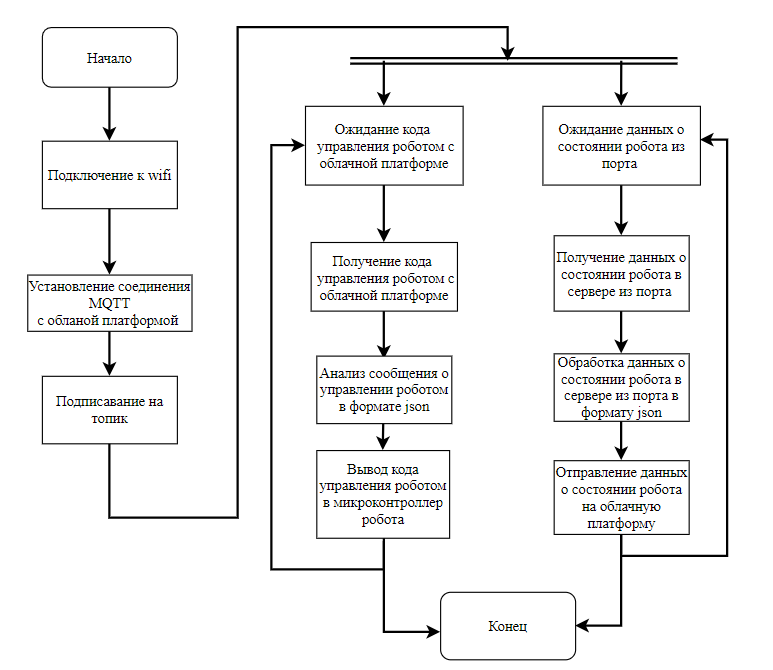 Начало
Подключение к wifi
Установление соединения
MQTT
с обланой платформой
Подписавание на
топик
Ожидание кода
управления роботом с
облачной платформе
Получение кода
управления роботом с
облачной платформе
Анализ сообщения о
управлении роботом
в формате json
Вывод кода
управления роботом
в микроконтроллер
робота
Ожидание данных о
состоянии робота из
порта
Получение данных о
состоянии робота в
сервере из порта
Обработка данных о
состоянии робота в
сервере из порта в
формату json
Отправление данных
о состоянии робота
на облачную
платформу
Конец